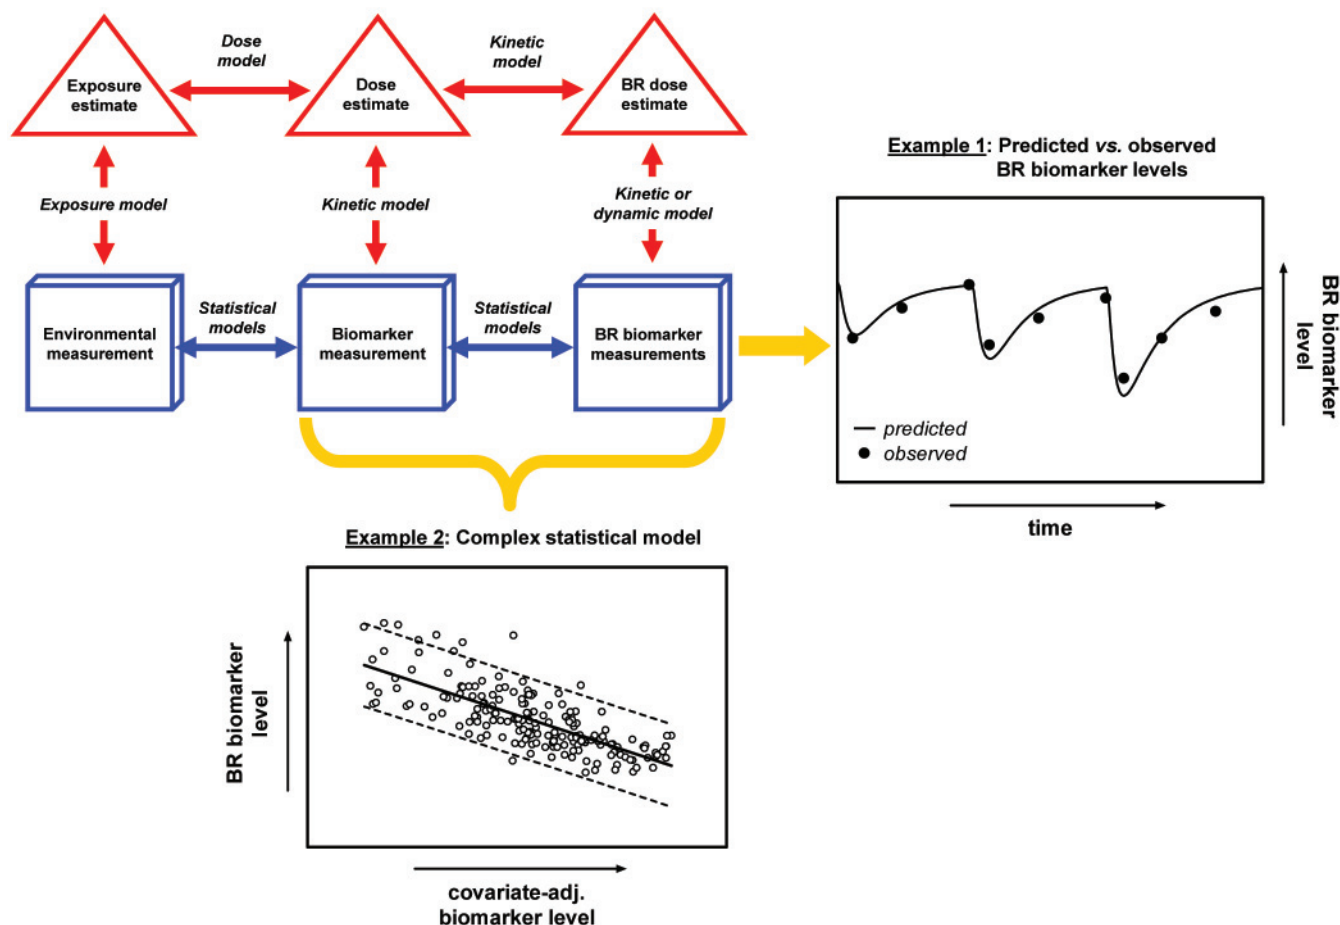 Dose
model
Kinetic
model
Exposure
estimate
Dose
estimate
BR dose
estimate
Exposure model
Kinetic model
Kinetic or
dynamic model
Environmental
measurement
Statistical
models
Biomarker
measurement
Statistical
models
BR biomarker
measurements
Example 1: Predicted vs. observed
BR biomarker levels
predicted
observed
BR biomarker
level
time
Example 2: Complex statistical model
BR biomarker
level
covariate-adj.
biomarker level